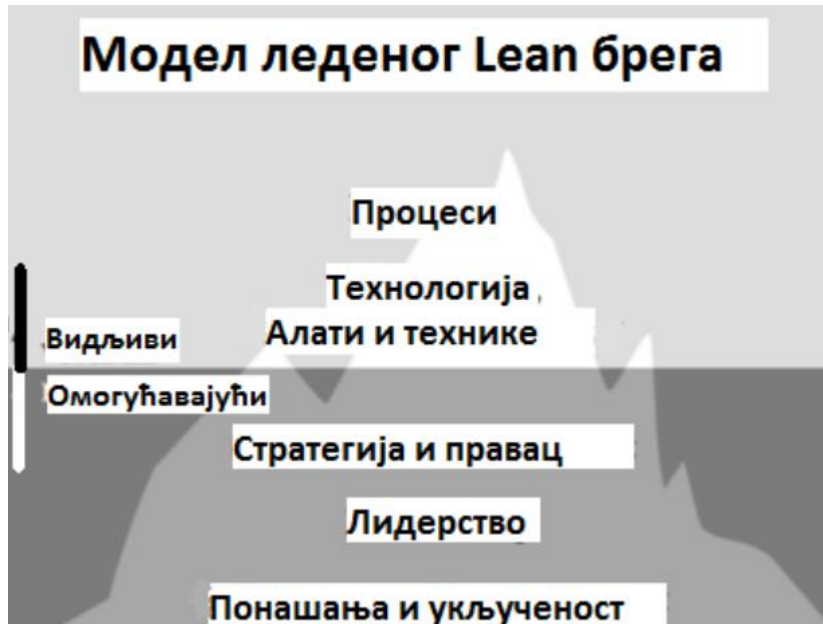 Модел леденог Lean брега
Процеси
Технологија
Алати и технике
Видљиви
Омогућавајући
Стратегија и правац
Лидерство
Понашања и укљученост